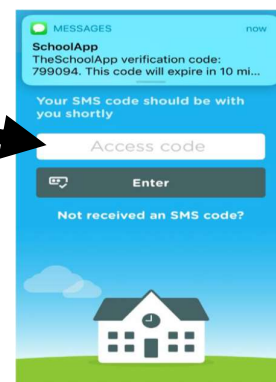 MESSAGES now
SchoolApp
TheSchoolApp verification code:
799094. This code will expire in 10 mi...
Your SMS code should be with
you shortly
Access code
Enter
Not received an SMS code?